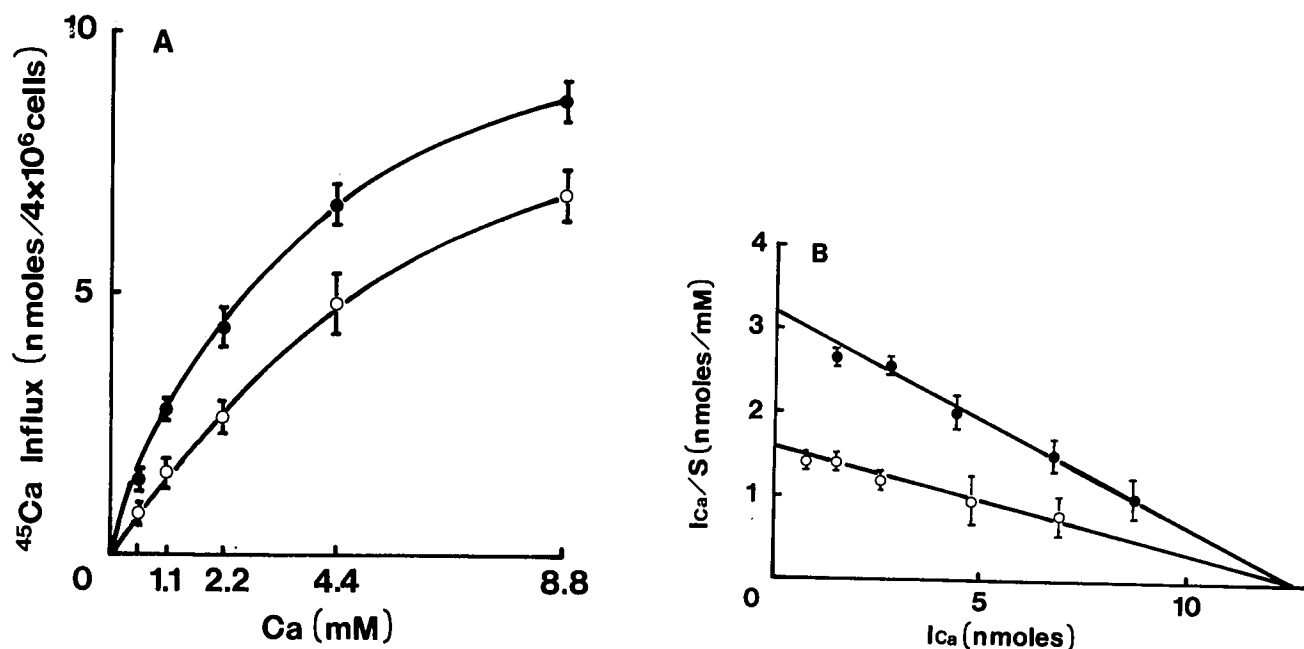 A
10
5
0
1.1
2.2
4.4
8.8
⁴⁵Ca Influx (n moles/4×10⁶cells)
Ca (mM)
B
4
3
2
1
0
5
10
Ica/S (nmoles/mM)
Ica (nmoles)